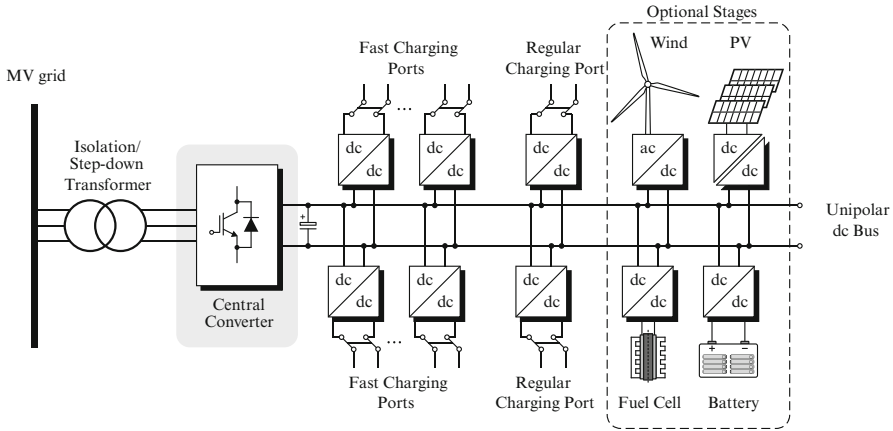 Optional Stages
Fast Charging
Ports
Regular
Charging Port
Wind
PV
MV grid
...
Isolation/
Step-down
Transformer
dc
dc
dc
dc
dc
dc
ac
dc
dc
dc
+
Unipolar
dc Bus
Central
Converter
dc
dc
dc
dc
dc
dc
dc
dc
dc
dc
...
+ −
Fast Charging
Ports
Regular
Charging Port
Fuel Cell
Battery